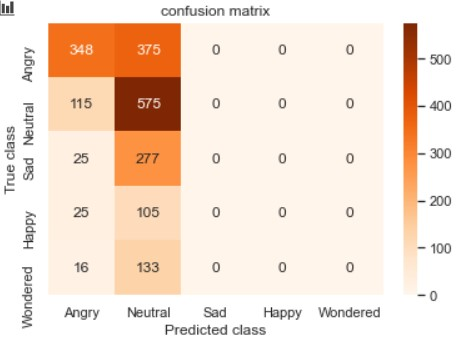 confusion matrix
True class
Angry
348 375 0 0 0
Neutral
115 575 0 0 0
Sad
25 277 0 0 0
Happy
25 105 0 0 0
Wondered
16 133 0 0 0
Angry Neutral Sad Happy Wondered
Predicted class
500
400
300
200
100
0